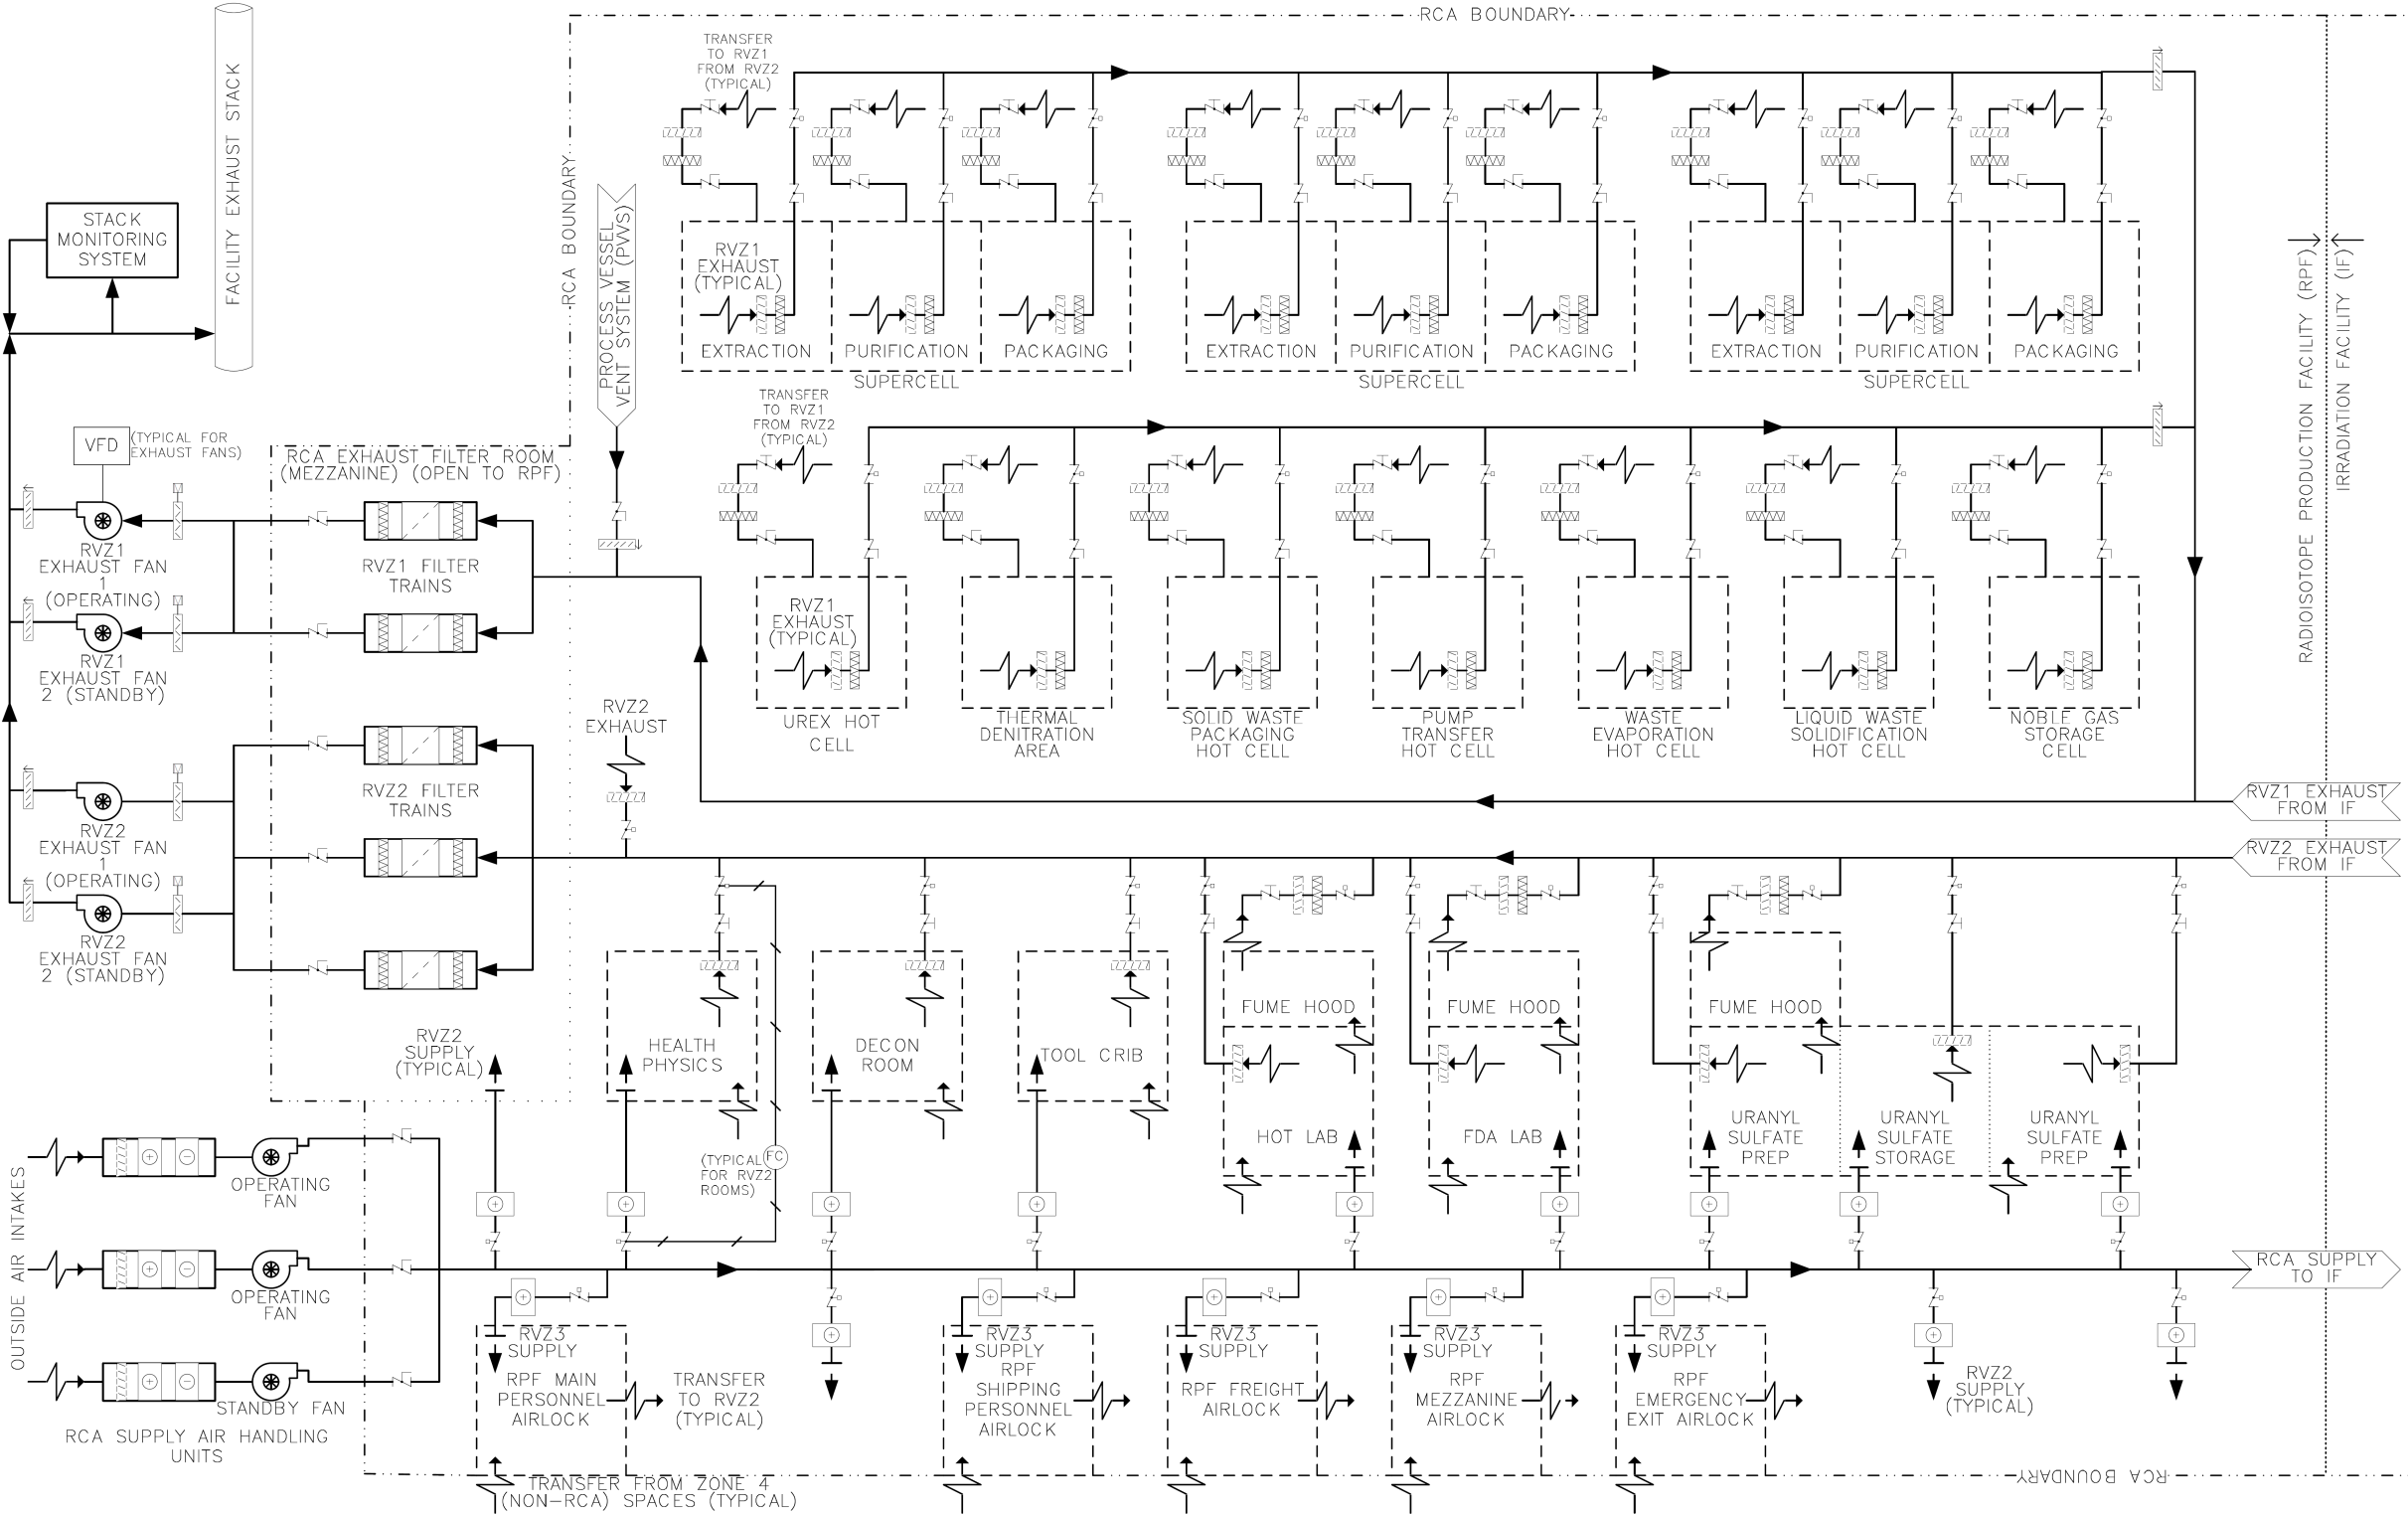 RCA BOUNDARY
TRANSFER
TO RVZ1
FROM RVZ2
(TYPICAL)
FACILITY EXHAUST STACK
STACK
MONITORING
SYSTEM
RCA BOUNDARY
PROCESS VESSEL
VENT SYSTEM (PVVS)
RVZ1
EXHAUST
(TYPICAL)
EXTRACTION
PURIFICATION
PACKAGING
SUPERCELL
EXTRACTION
PURIFICATION
PACKAGING
SUPERCELL
EXTRACTION
PURIFICATION
PACKAGING
SUPERCELL
RADIOISOTOPE PRODUCTION FACILITY (RPF)
IRRADIATION FACILITY (IF)
TRANSFER
TO RVZ1
FROM RVZ2
(TYPICAL)
VFD
(TYPICAL FOR
EXHAUST FANS)
RCA EXHAUST FILTER ROOM
(MEZZANINE) (OPEN TO RPF)
M
RVZ1
EXHAUST FAN
1
(OPERATING)
RVZ1 FILTER
TRAINS
M
RVZ1
EXHAUST FAN
2 (STANDBY)
RVZ1
EXHAUST
(TYPICAL)
UREX HOT
CELL
THERMAL
DENITRATION
AREA
SOLID WASTE
PACKAGING
HOT CELL
PUMP
TRANSFER
HOT CELL
WASTE
EVAPORATION
HOT CELL
LIQUID WASTE
SOLIDIFICATION
HOT CELL
NOBLE GAS
STORAGE
CELL
RVZ2
EXHAUST
M
RVZ2 FILTER
TRAINS
RVZ2
EXHAUST FAN
1
(OPERATING)
M
RVZ2
EXHAUST FAN
2 (STANDBY)
RVZ1 EXHAUST
FROM IF
RVZ2 EXHAUST
FROM IF
RVZ2
SUPPLY
(TYPICAL)
HEALTH
PHYSICS
DECON
ROOM
TOOL CRIB
FUME HOOD
HOT LAB
FUME HOOD
FDA LAB
FUME HOOD
URANYL
SULFATE
PREP
URANYL
SULFATE
STORAGE
URANYL
SULFATE
PREP
FC
(TYPICAL
FOR RVZ2
ROOMS)
OUTSIDE AIR INTAKES
OPERATING
FAN
OPERATING
FAN
STANDBY FAN
RCA SUPPLY AIR HANDLING
UNITS
RCA SUPPLY
TO IF
RVZ3
SUPPLY
RPF MAIN
PERSONNEL
AIRLOCK
TRANSFER
TO RVZ2
(TYPICAL)
RVZ3
SUPPLY
RPF
SHIPPING
PERSONNEL
AIRLOCK
RVZ3
SUPPLY
RPF FREIGHT
AIRLOCK
RVZ3
SUPPLY
RPF
MEZZANINE
AIRLOCK
RVZ3
SUPPLY
RPF
EMERGENCY
EXIT AIRLOCK
RVZ2
SUPPLY
(TYPICAL)
TRANSFER FROM ZONE 4
(NON-RCA) SPACES (TYPICAL)
RCA BOUNDARY